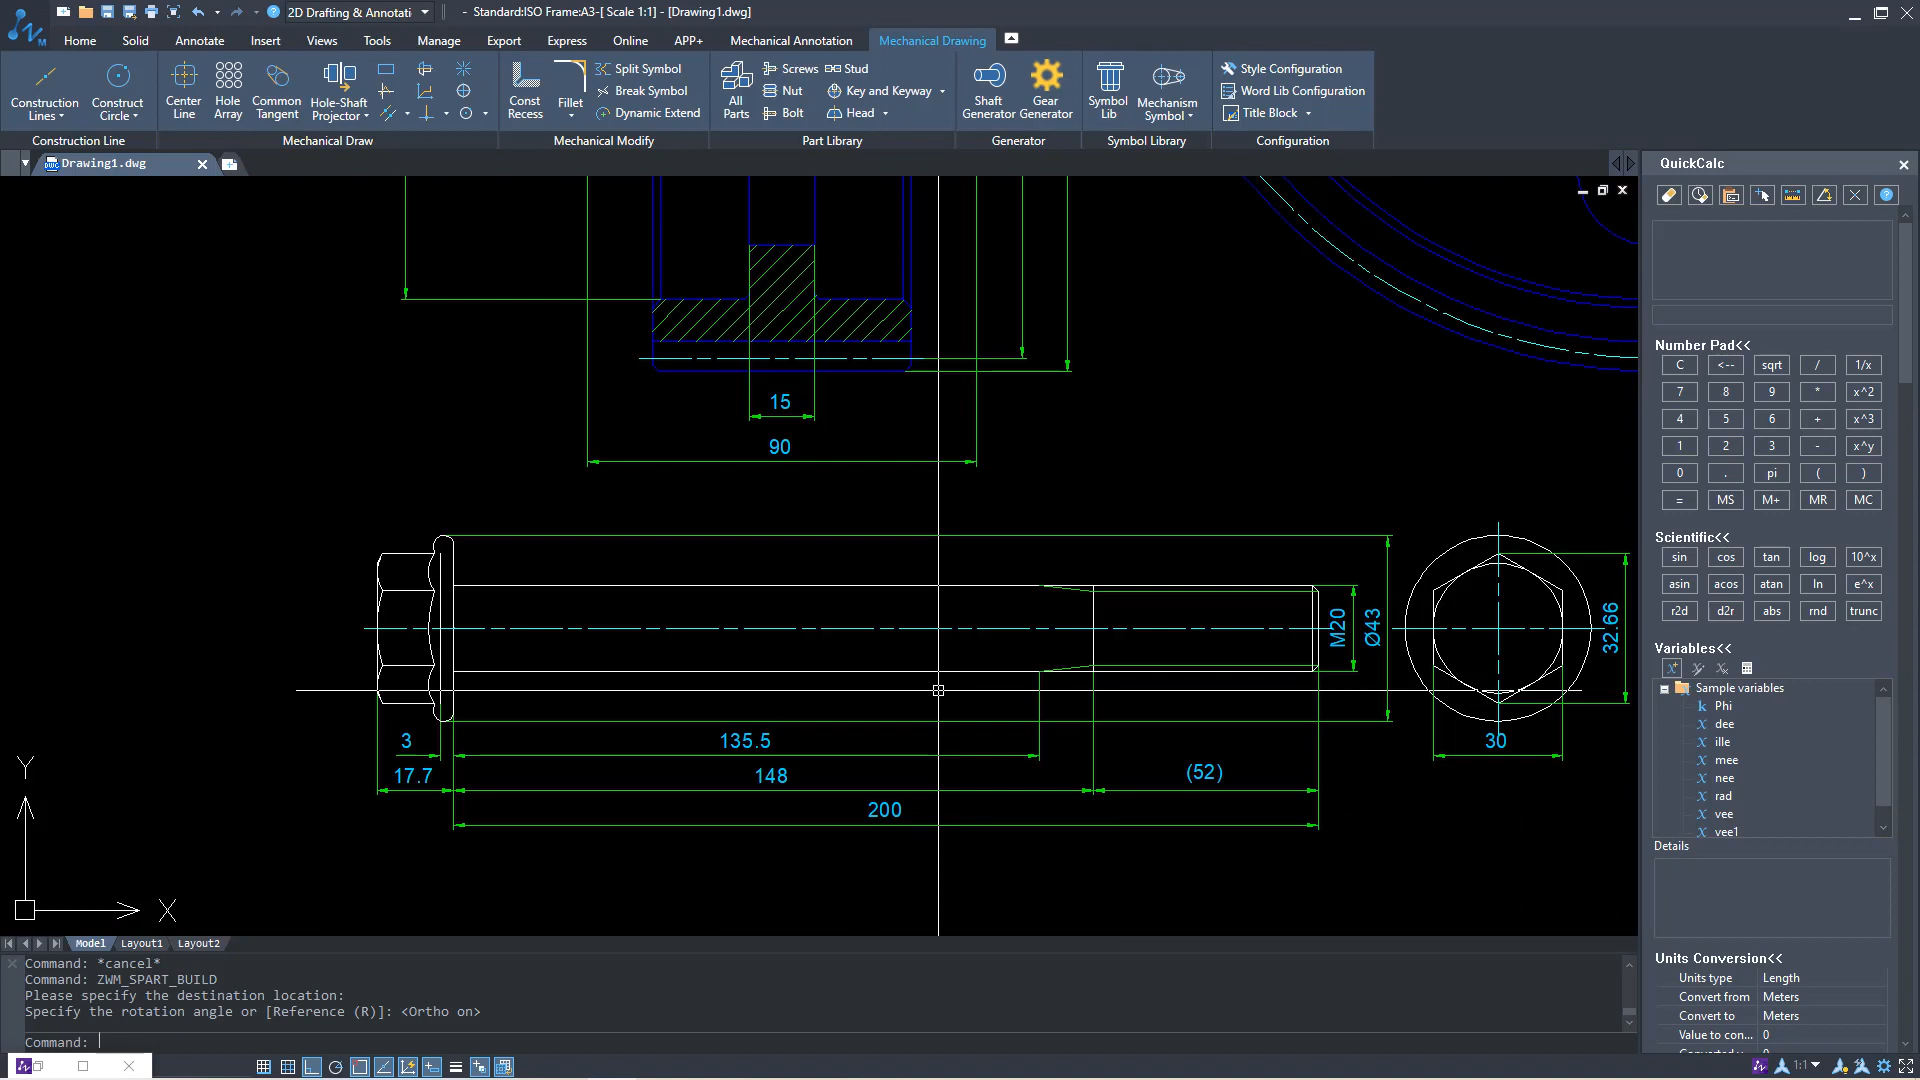 2D Drafting & Annotati
- Standard:ISO Frame:A3-[ Scale 1:1] - [Drawing1.dwg]
Home Solid Annotate Insert Views Tools Manage Export Express Online APP+ Mechanical Annotation Mechanical Drawing
Construction Lines
Construct Circle
Center Line
Hole Array
Common Tangent
Hole-Shaft Projector
Const Recess
Fillet
Split Symbol
Break Symbol
Dynamic Extend
All Parts
Screws
Stud
Nut
Key and Keyway
Bolt
Head
Shaft Generator
Gear Generator
Symbol Lib
Mechanism Symbol
Style Configuration
Word Lib Configuration
Title Block
Construction Line Mechanical Draw Mechanical Modify Part Library Generator Symbol Library Configuration
Drawing1.dwg
15
90
M20
Ø43
32.66
3
135.5
30
17.7
148
(52)
200
Y
X
QuickCalc
Number Pad<<
C <-- sqrt / 1/x
7 8 9 * x^2
4 5 6 + x^3
1 2 3 - x^y
0 . pi ( )
= MS M+ MR MC
Scientific<<
sin cos tan log 10^x
asin acos atan ln e^x
r2d d2r abs rnd trunc
Variables<<
Sample variables
k Phi
X dee
X ille
X mee
X nee
X rad
X vee
X vee1
Details
Units Conversion<<
Units type Length
Convert from Meters
Convert to Meters
Value to con... 0
Model Layout1 Layout2
Command: *cancel*
Command: ZWM_SPART_BUILD
Please specify the destination location:
Specify the rotation angle or [Reference (R)]: <Ortho on>
Command:
1:1